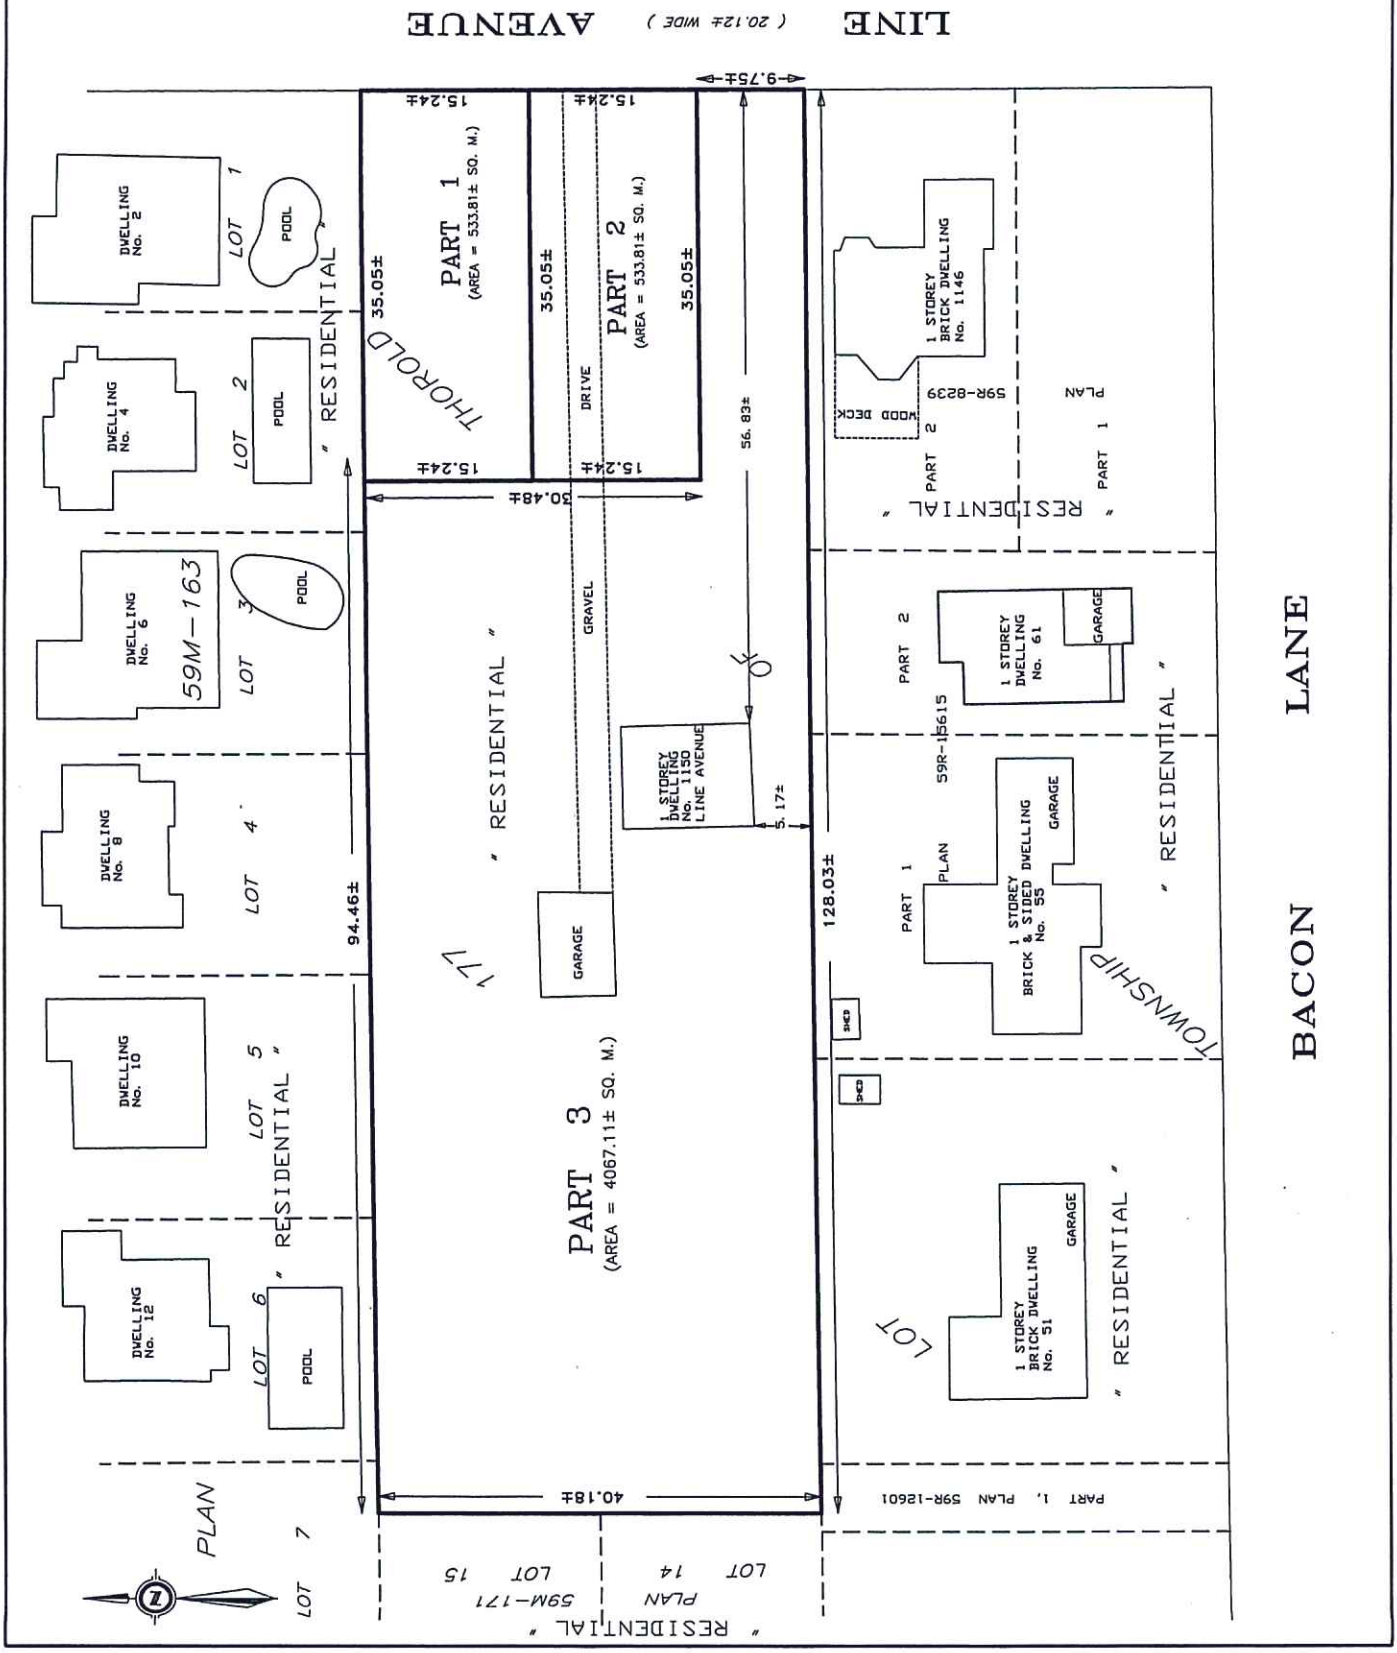 LINE
( 20.12± WIDE )
AVENUE
9.75±
15.24±
15.24±
DWELLING
No. 2
LOT 1
POOL
" RESIDENTIAL "
35.05±
PART 1
(AREA = 533.81± SQ. M.)
35.05±
PART 2
(AREA = 533.81± SQ. M.)
35.05±
THOROLD
DRIVE
56.83±
15.24±
15.24±
30.48±
DWELLING
No. 4
LOT 2
POOL
1 STOREY
BRICK DWELLING
No. 1146
WOOD DECK
PART 2
59R-8239
PLAN
PART 1
" RESIDENTIAL "
DWELLING
No. 6
59M-163
LOT 3
POOL
" RESIDENTIAL "
GRAVEL
OF
1 STOREY
DWELLING
No. 1150
LINE AVENUE
5.17±
PART 2
1 STOREY
DWELLING
No. 61
GARAGE
59R-15615
" RESIDENTIAL "
DWELLING
No. 8
LOT 4
94.46±
177
GARAGE
128.03±
PART 1
PLAN
1 STOREY
BRICK & SIDED DWELLING
No. 55
GARAGE
TOWNSHIP
SHED
SHED
DWELLING
No. 10
LOT 5
" RESIDENTIAL "
PART 3
(AREA = 4067.11± SQ. M.)
DWELLING
No. 12
LOT 6
POOL
LOT
1 STOREY
BRICK DWELLING
No. 51
GARAGE
" RESIDENTIAL "
BACON LANE
40.18±
PART 1, PLAN 59R-12601
PLAN
LOT 7
N
LOT 15
59M-171
LOT 14
PLAN
" RESIDENTIAL "